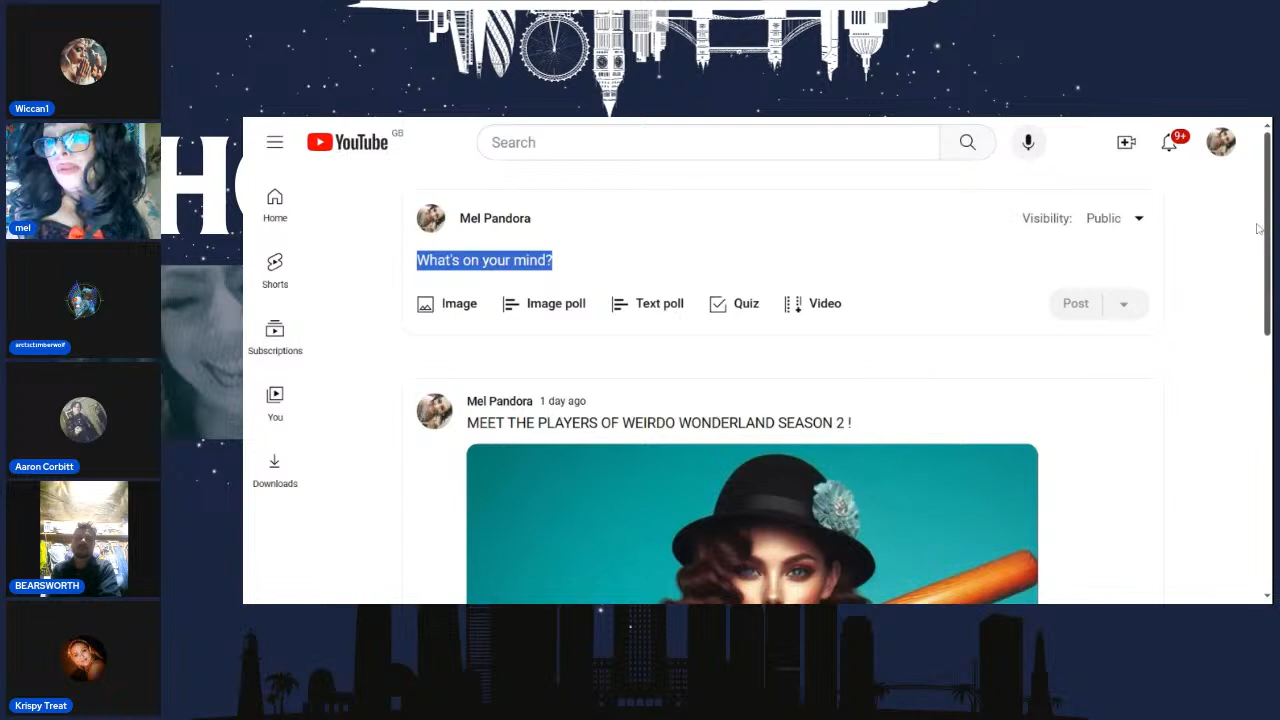 Wiccan1
mel
arctictimberwolf
Aaron Corbitt
BEARSWORTH
Krispy Treat
YouTube GB
Search
9+
Home
Shorts
Subscriptions
You
Downloads
Mel Pandora
Visibility: Public
What's on your mind?
Image
Image poll
Text poll
Quiz
Video
Post
Mel Pandora 1 day ago
MEET THE PLAYERS OF WEIRDO WONDERLAND SEASON 2 !